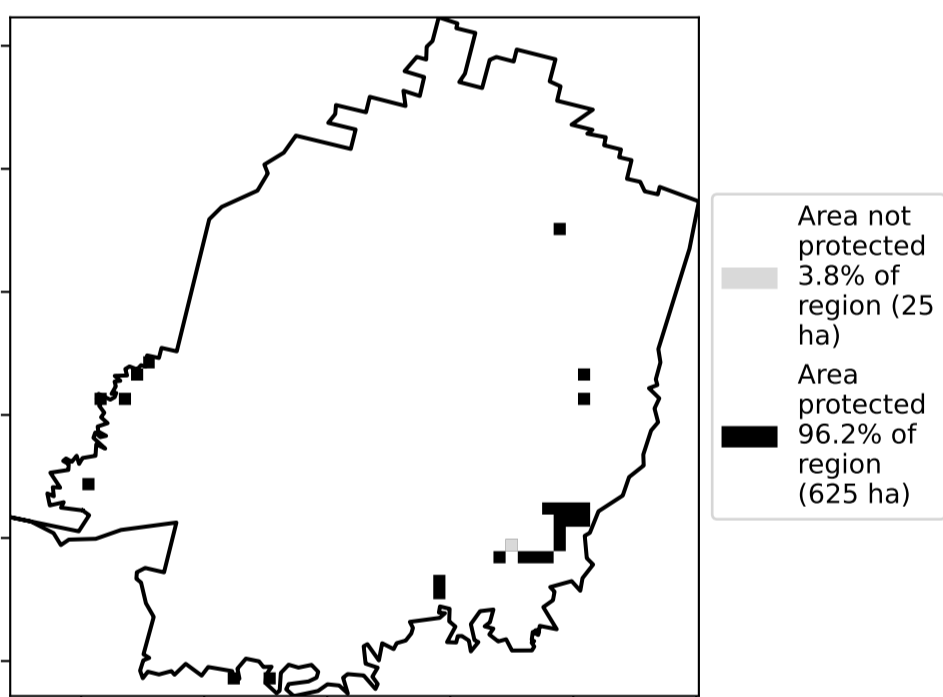 Area not
protected
3.8% of
region (25
ha)
Area
protected
96.2% of
region
(625 ha)